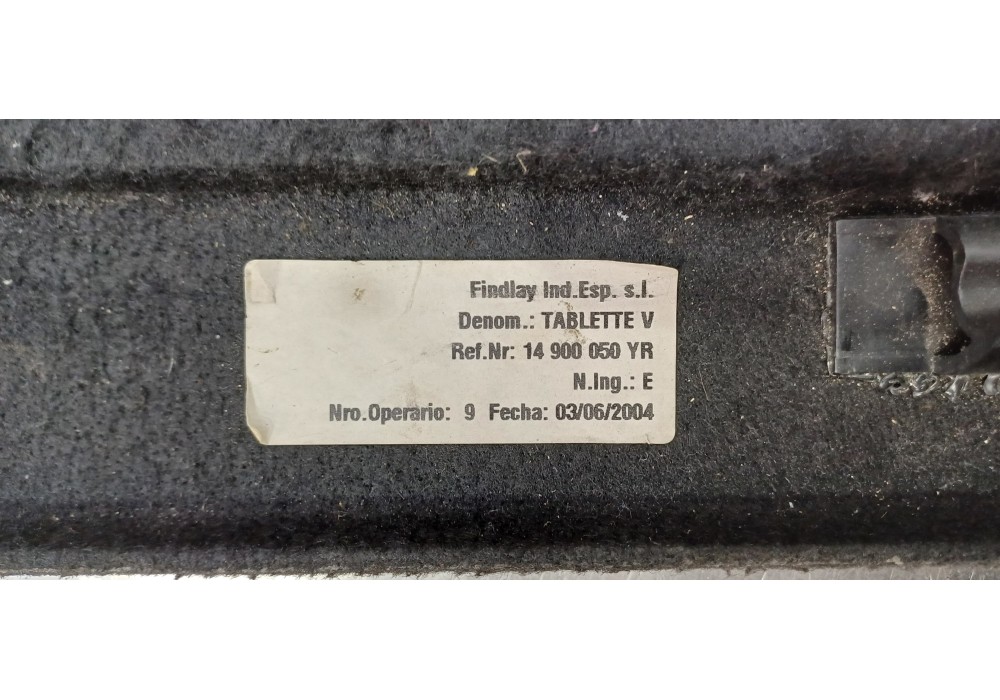 Findlay Ind.Esp. s.l.
Denom.: TABLETTE V
Ref.Nr: 14 900 050 YR
N.Ing.: E
Nro.Operario: 9 Fecha: 03/06/2004